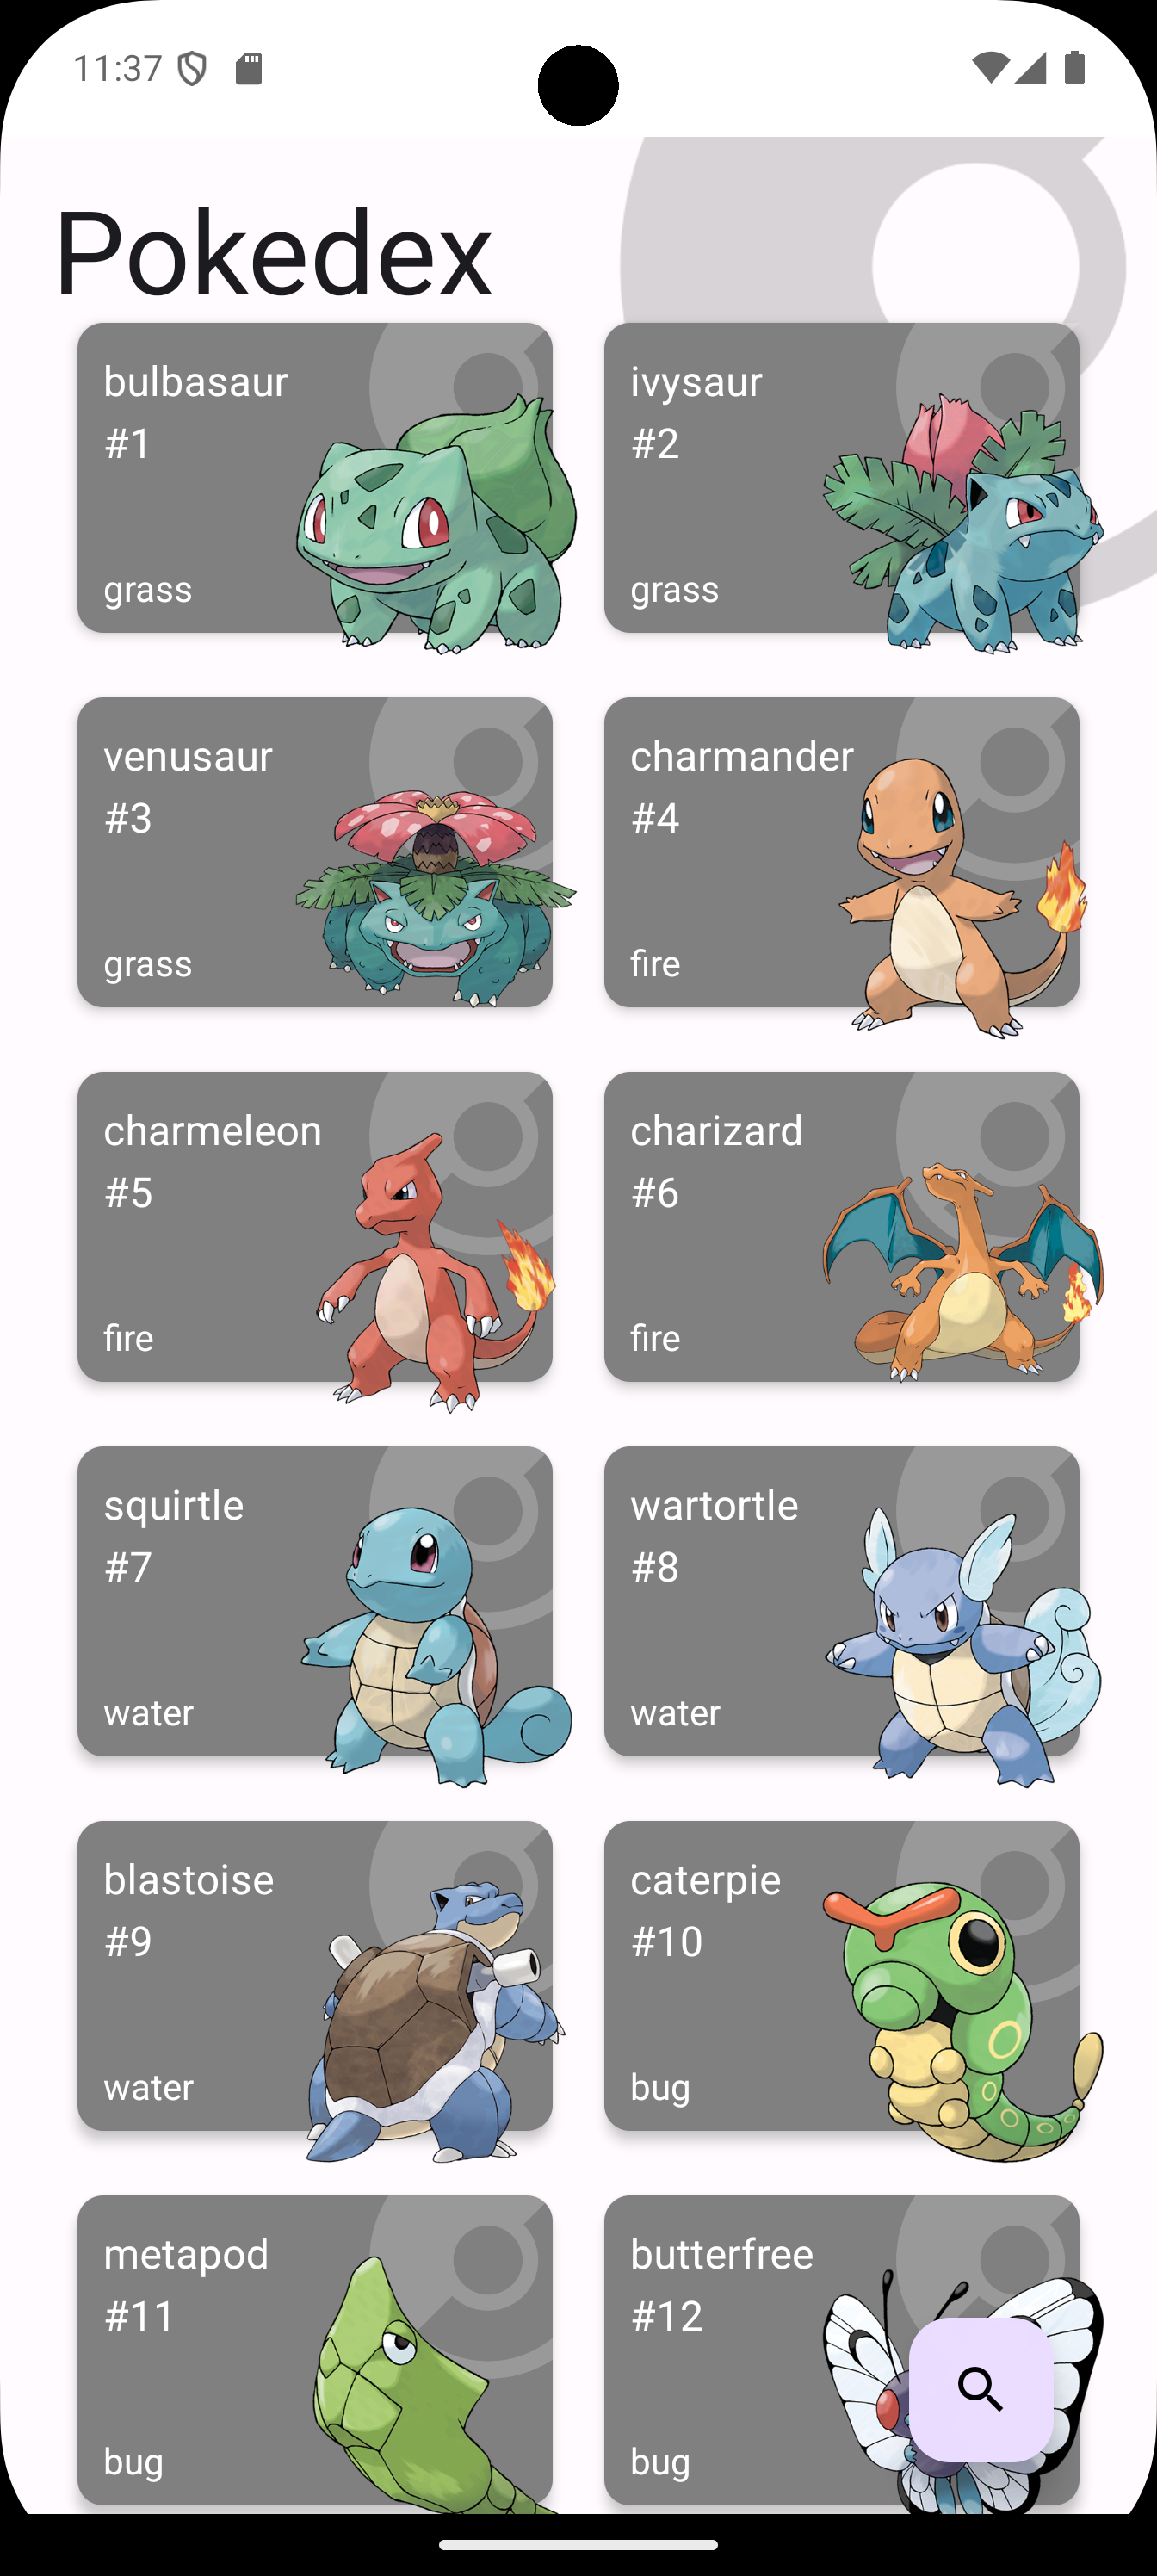 11:37
Pokedex
bulbasaur
#1
grass
ivysaur
#2
grass
venusaur
#3
grass
charmander
#4
fire
charmeleon
#5
fire
charizard
#6
fire
squirtle
#7
water
wartortle
#8
water
blastoise
#9
water
caterpie
#10
bug
metapod
#11
bug
butterfree
#12
bug